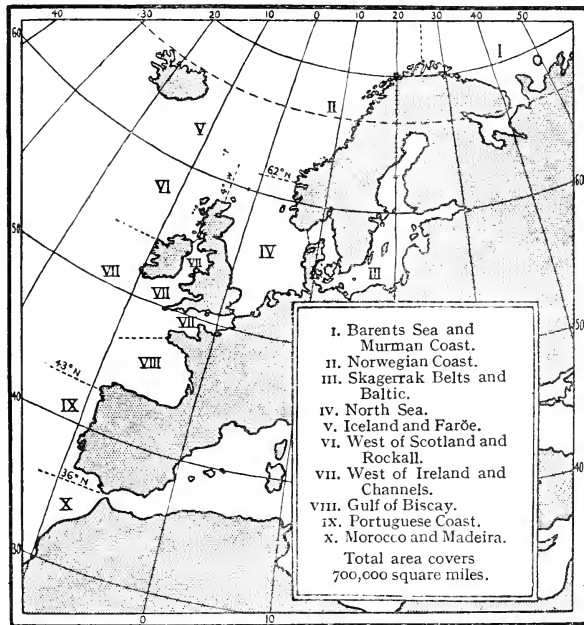 40 30 20 10 0 10 20 30 40 50
60
I
II
V
62°N
4°W
VI
60
50
IV
VII
VII
VII
III
VII
50
VIII
43°N
40
IX
40
36°N
X
30
0
10
I. Barents Sea and
Murman Coast.
II. Norwegian Coast.
III. Skagerrak Belts and
Baltic.
IV. North Sea.
V. Iceland and Faröe.
VI. West of Scotland and
Rockall.
VII. West of Ireland and
Channels.
VIII. Gulf of Biscay.
IX. Portuguese Coast.
X. Morocco and Madeira.
Total area covers
700,000 square miles.